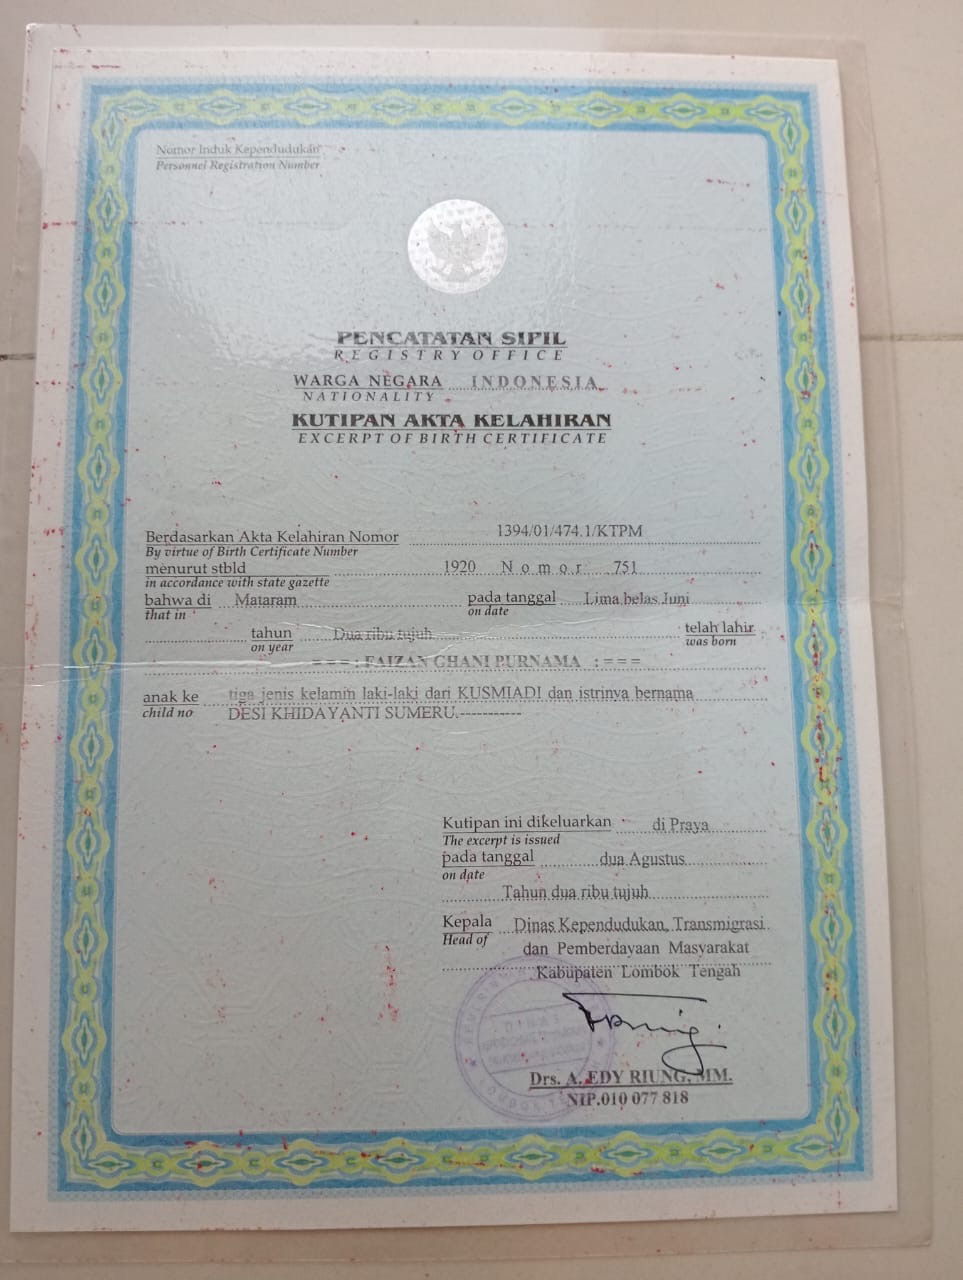 Nomor Induk Kependudukan
Personnel Registration Number
PENCATATAN SIPIL
REGISTRY OFFICE
WARGA NEGARA INDONESIA
NATIONALITY
KUTIPAN AKTA KELAHIRAN
EXCERPT OF BIRTH CERTIFICATE
Berdasarkan Akta Kelahiran Nomor 1394/01/474.1/KTPM
By virtue of Birth Certificate Number
menurut stbld 1920 Nomor 751
in accordance with state gazette
bahwa di Mataram pada tanggal Lima belas Juni
that in on date
tahun Dua ribu tujuh telah lahir
on year was born
= = = : FAIZAN GHANI PURNAMA : = = =
anak ke tiga jenis kelamin laki-laki dari KUSMIADI dan istrinya bernama
child no DESI KHIDAYANTI SUMERU.-----------
Kutipan ini dikeluarkan di Praya
The excerpt is issued
pada tanggal dua Agustus
on date
Tahun dua ribu tujuh
Kepala Dinas Kependudukan, Transmigrasi
Head of
dan Pemberdayaan Masyarakat
Kabupaten Lombok Tengah
DINAS
LOMBOK
Drs. A. EDY RIUNG, MM.
NIP.010 077 818